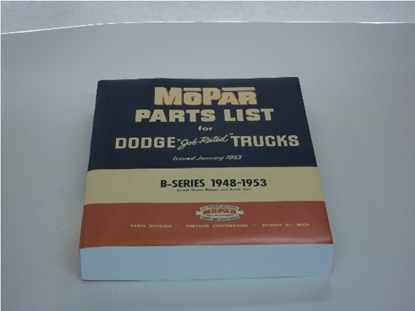 MOPAR
PARTS LIST
for
DODGE "Job-Rated" TRUCKS
Issued January 1953
B-SERIES 1948-1953
MOPAR
PARTS DIVISION • CHRYSLER CORPORATION • DETROIT 31, MICH.